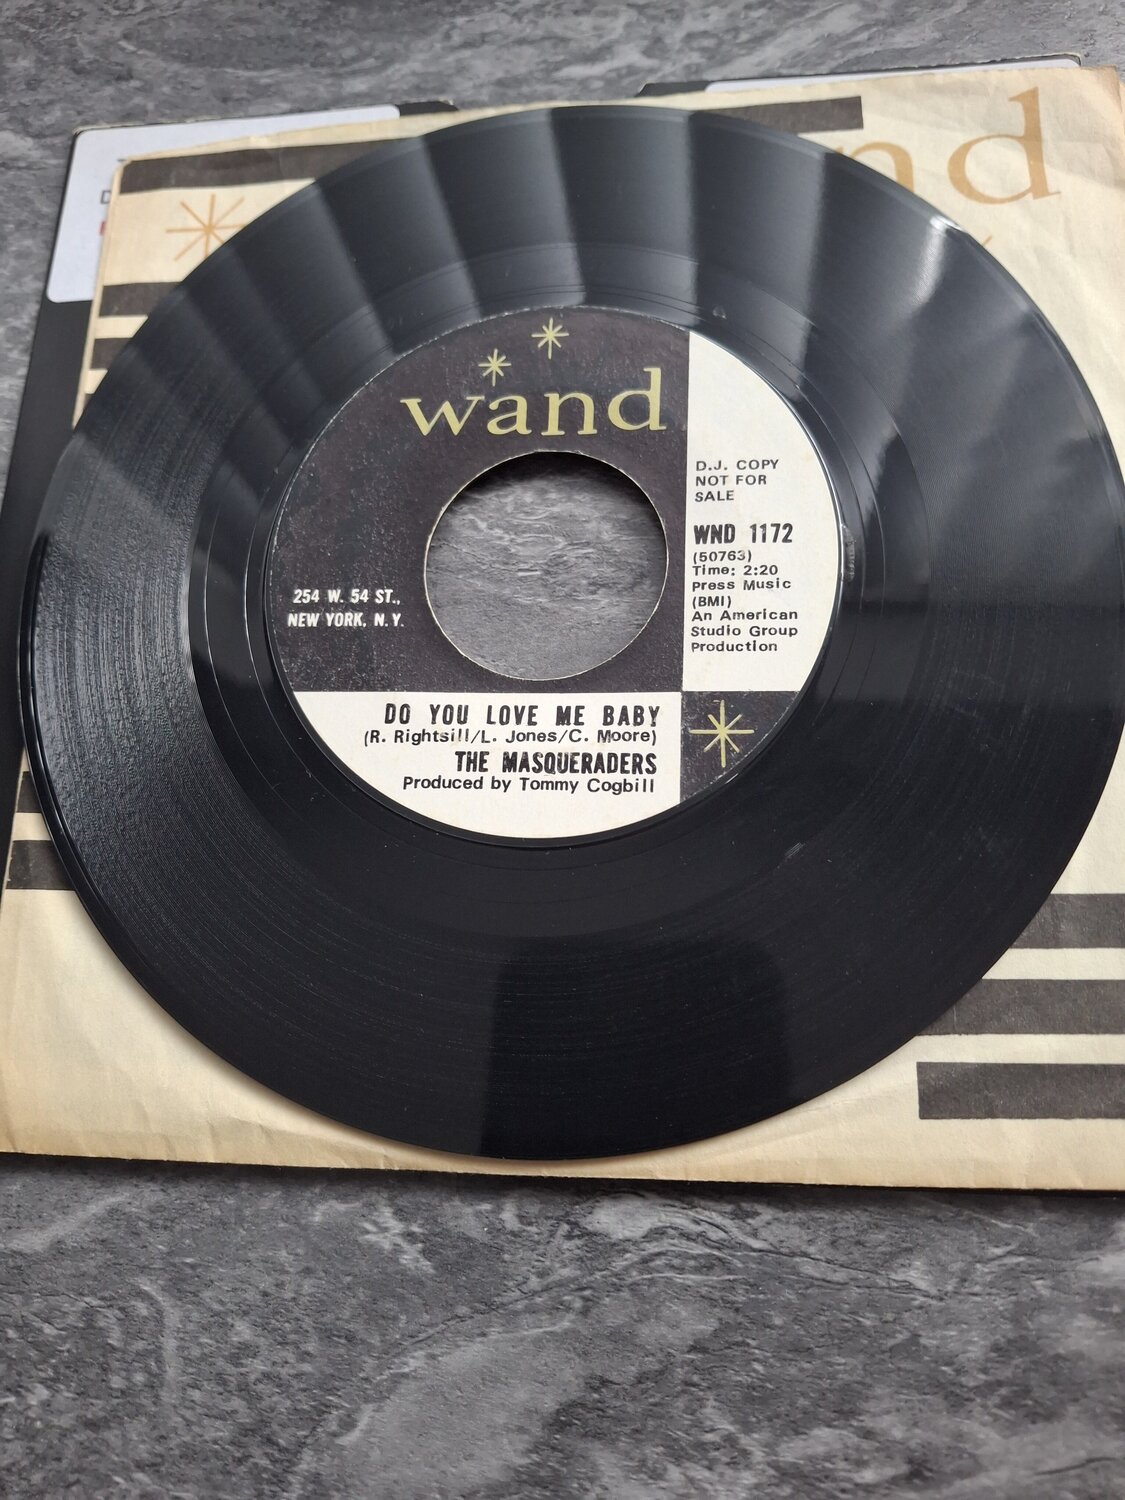 wand
D.J. COPY
NOT FOR
SALE
WND 1172
(50763)
Time: 2:20
Press Music
(BMI)
An American
Studio Group
Production
254 W. 54 ST.,
NEW YORK, N.Y.
DO YOU LOVE ME BABY
(R. Rightsill/L. Jones/C. Moore)
THE MASQUERADERS
Produced by Tommy Cogbill
nd